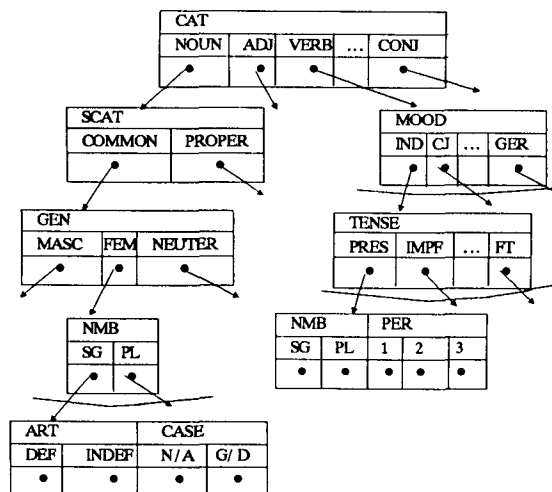 CAT
NOUN ADJ VERB ... CONJ
SCAT
COMMON PROPER
MOOD
IND CJ ... GER
GEN
MASC FEM NEUTER
TENSE
PRES IMPF ... FT
NMB
SG PL
NMB PER
SG PL 1 2 3
ART CASE
DEF INDEF N/A G/D